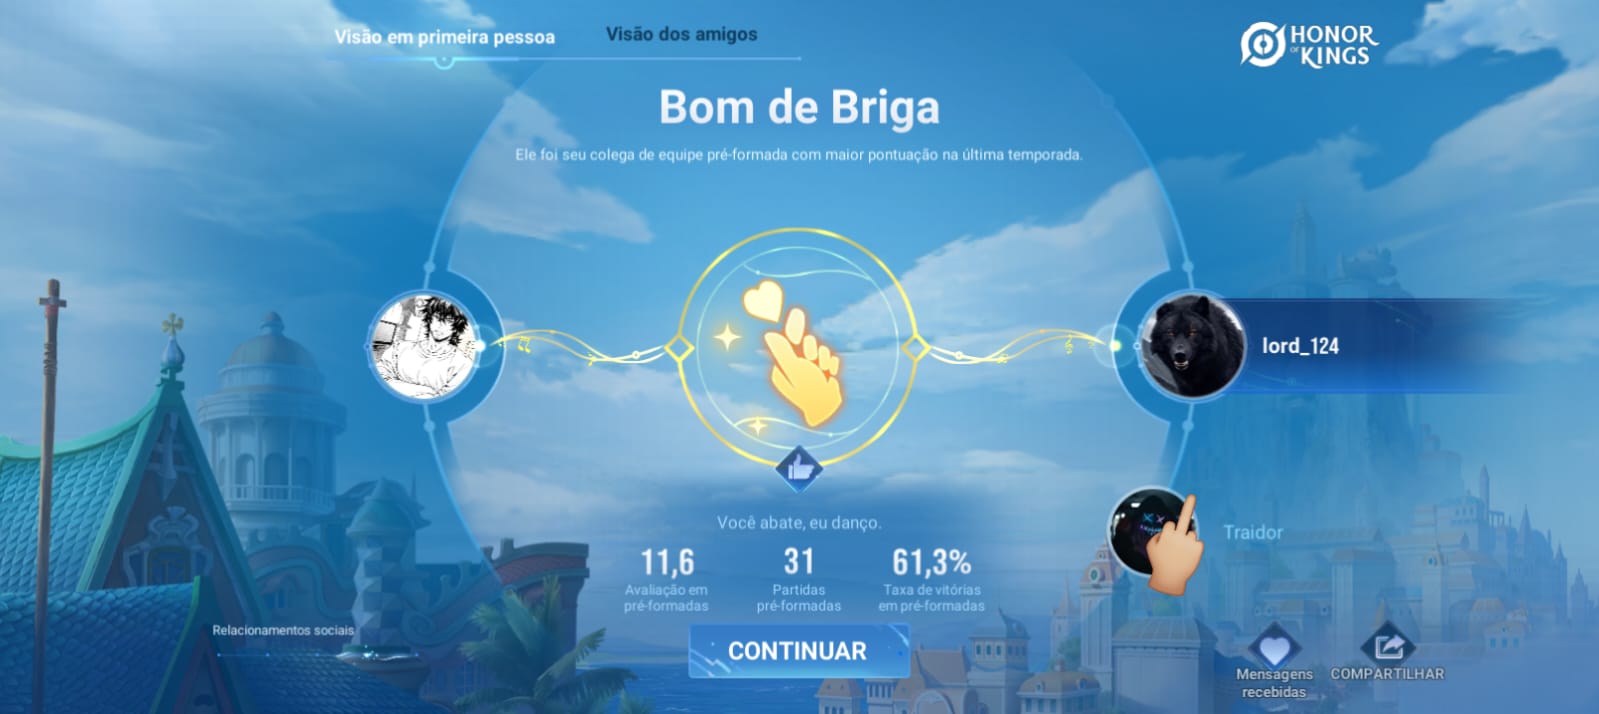 Visão em primeira pessoa
Visão dos amigos
HONOR
OF
KINGS
Bom de Briga
Ele foi seu colega de equipe pré-formada com maior pontuação na última temporada.
lord_124
Você abate, eu danço.
11,6
31
61,3%
Avaliação em
pré-formadas
Partidas
pré-formadas
Taxa de vitórias
em pré-formadas
Traidor
Relacionamentos sociais
CONTINUAR
Mensagens
recebidas
COMPARTILHAR